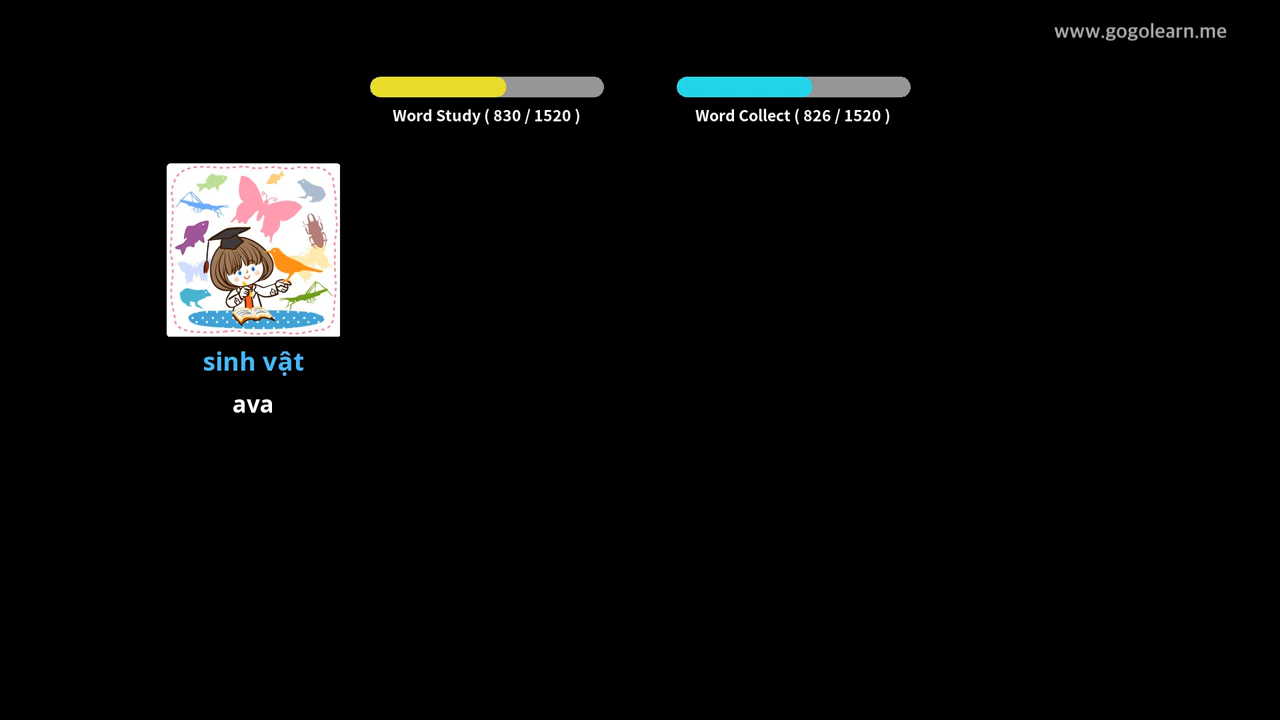 www.gogolearn.me
Word Study ( 830 / 1520 )
Word Collect ( 826 / 1520 )
sinh vật
ava